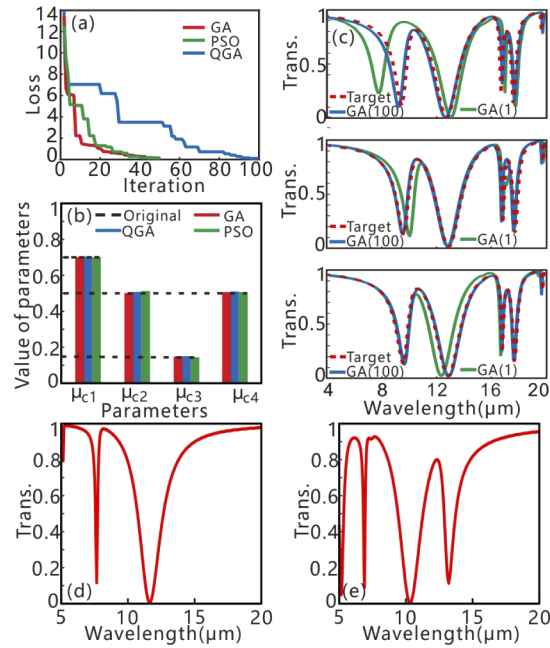 (a)
GA
PSO
QGA
Loss
14
12
10
8
6
4
2
0
0 20 40 60 80 100
Iteration
(b)
Original
GA
QGA
PSO
Value of parameters
1
0.8
0.6
0.4
0.2
0
μc1 μc2 μc3 μc4
Parameters
(c)
Trans.
1
0.5
0
Target
GA(100)
GA(1)
Trans.
1
0.5
0
Target
GA(100)
GA(1)
Trans.
1
0.5
0
Target
GA(100)
GA(1)
4 8 12 16 20
Wavelength(μm)
(d)
Trans.
1
0.8
0.6
0.4
0.2
0
5 10 15 20
Wavelength(μm)
(e)
Trans.
1
0.8
0.6
0.4
0.2
0
5 10 15 20
Wavelength(μm)